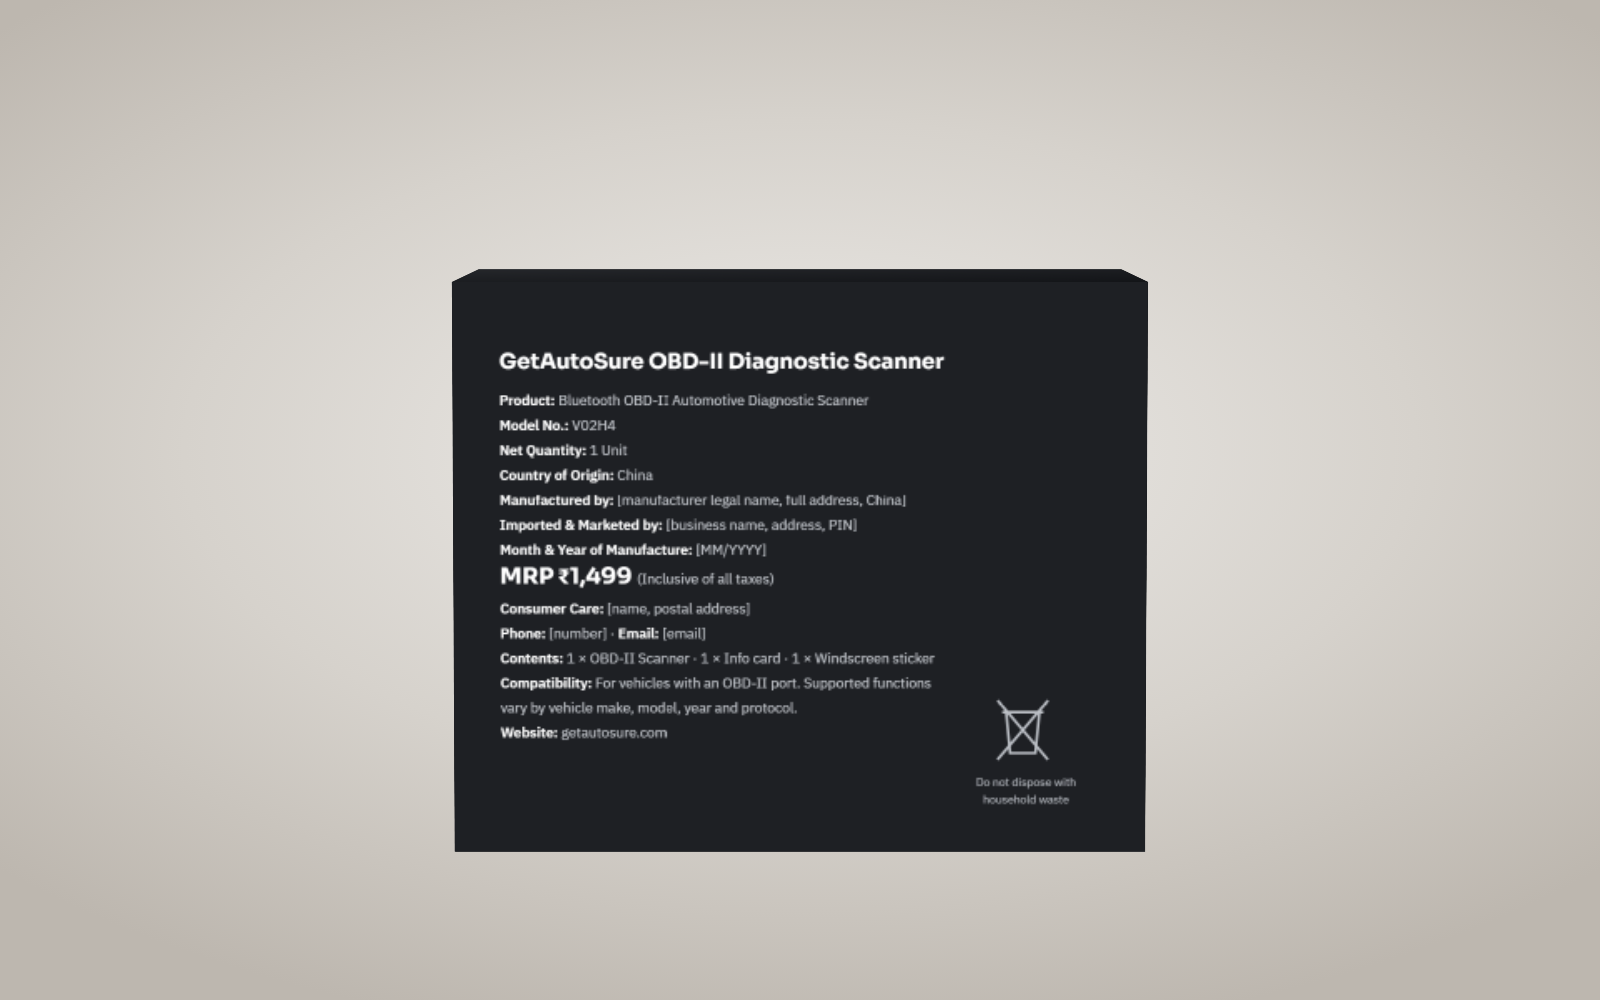 GetAutoSure OBD-II Diagnostic Scanner
Product: Bluetooth OBD-II Automotive Diagnostic Scanner
Model No.: V02H4
Net Quantity: 1 Unit
Country of Origin: China
Manufactured by: [manufacturer legal name, full address, China]
Imported & Marketed by: [business name, address, PIN]
Month & Year of Manufacture: [MM/YYYY]
MRP ₹1,499 (Inclusive of all taxes)
Consumer Care: [name, postal address]
Phone: [number] · Email: [email]
Contents: 1 × OBD-II Scanner · 1 × Info card · 1 × Windscreen sticker
Compatibility: For vehicles with an OBD-II port. Supported functions
vary by vehicle make, model, year and protocol.
Website: getautosure.com
Do not dispose with
household waste